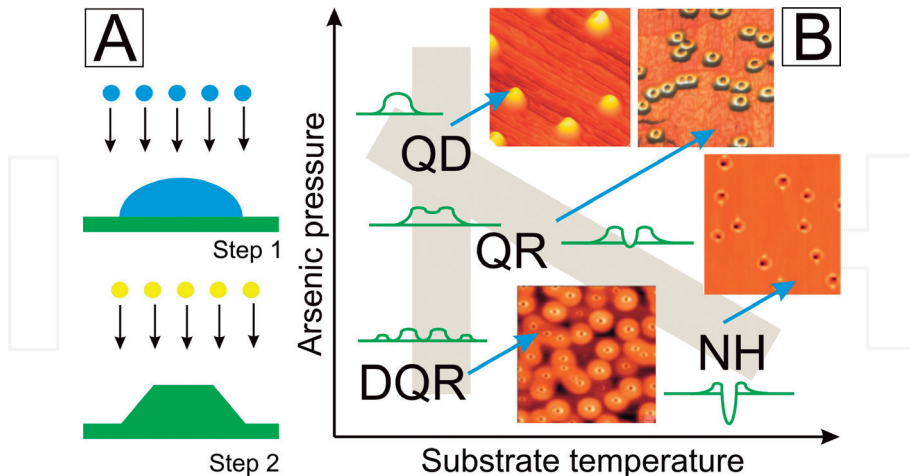 A
Step 1
Step 2
B
Arsenic pressure
QD
QR
DQR
NH
Substrate temperature